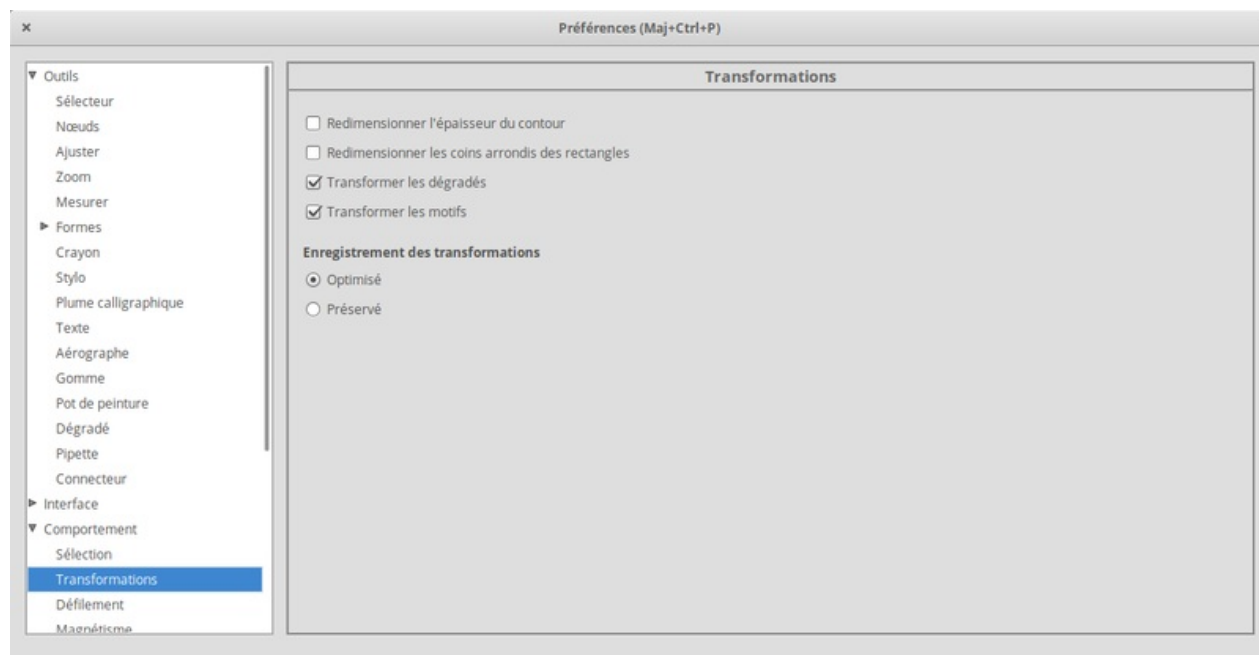 Préférences (Maj+Ctrl+P)
Outils
Sélecteur
Nœuds
Ajuster
Zoom
Mesurer
Formes
Crayon
Stylo
Plume calligraphique
Texte
Aérographe
Gomme
Pot de peinture
Dégradé
Pipette
Connecteur
Interface
Comportement
Sélection
Transformations
Défilement
Magnétisme
Transformations
Redimensionner l'épaisseur du contour
Redimensionner les coins arrondis des rectangles
Transformer les dégradés
Transformer les motifs
Enregistrement des transformations
Optimisé
Préservé